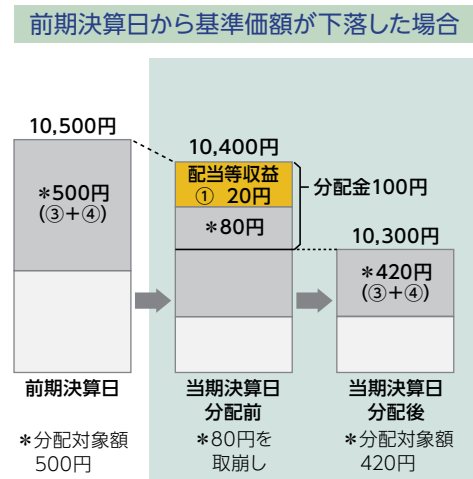 前期決算日から基準価額が下落した場合
10,500円
*500円
(③+④)
前期決算日
*分配対象額
500円
10,400円
配当等収益
① 20円
*80円
分配金100円
当期決算日
分配前
*80円を
取崩し
10,300円
*420円
(③+④)
当期決算日
分配後
*分配対象額
420円